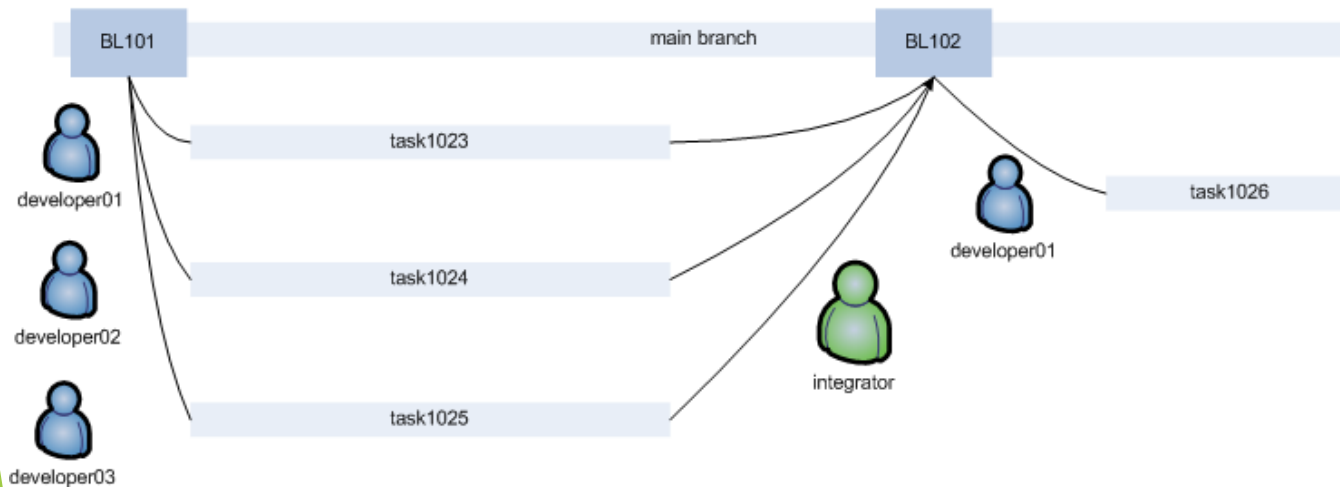 BL101
main branch
BL102
developer01
task1023
developer01
task1026
developer02
task1024
integrator
developer03
task1025